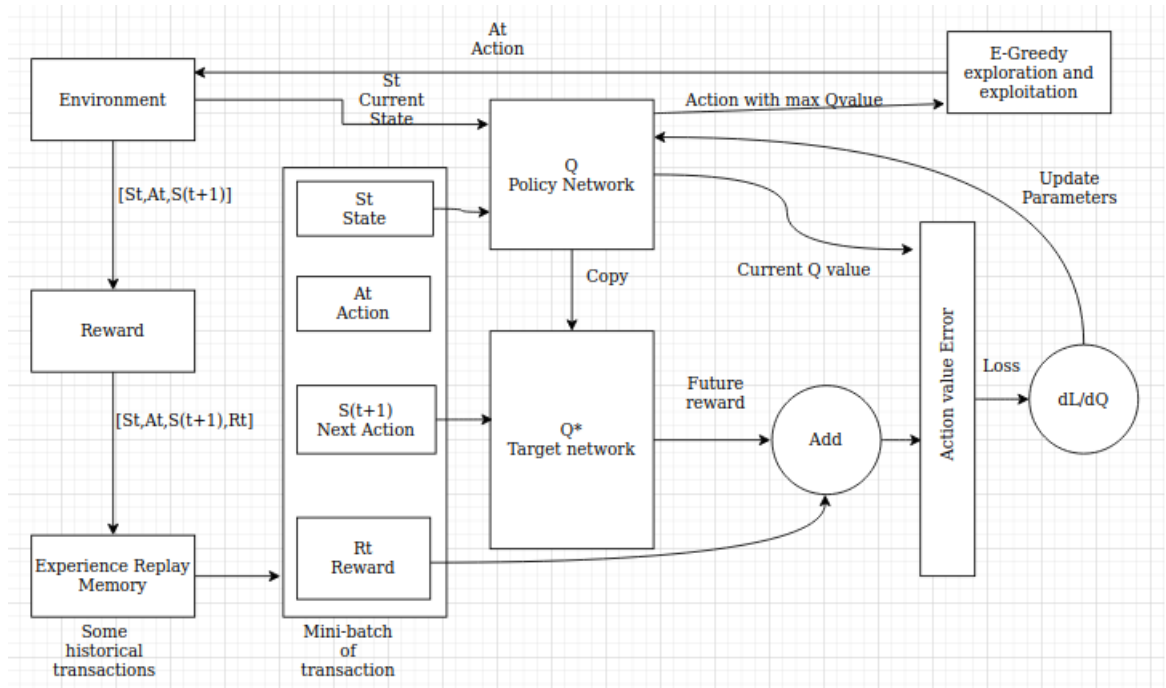 At
Action
E-Greedy
exploration and
exploitation
Environment
St
Current
State
Action with max Qvalue
Q
Policy Network
[St,At,S(t+1)]
St
State
Update
Parameters
Current Q value
Copy
At
Action
Reward
Action value Error
Loss
dL/dQ
Future
reward
S(t+1)
Next Action
Q*
Target network
Add
[St,At,S(t+1),Rt]
Rt
Reward
Experience Replay
Memory
Some
historical
transactions
Mini-batch
of
transaction